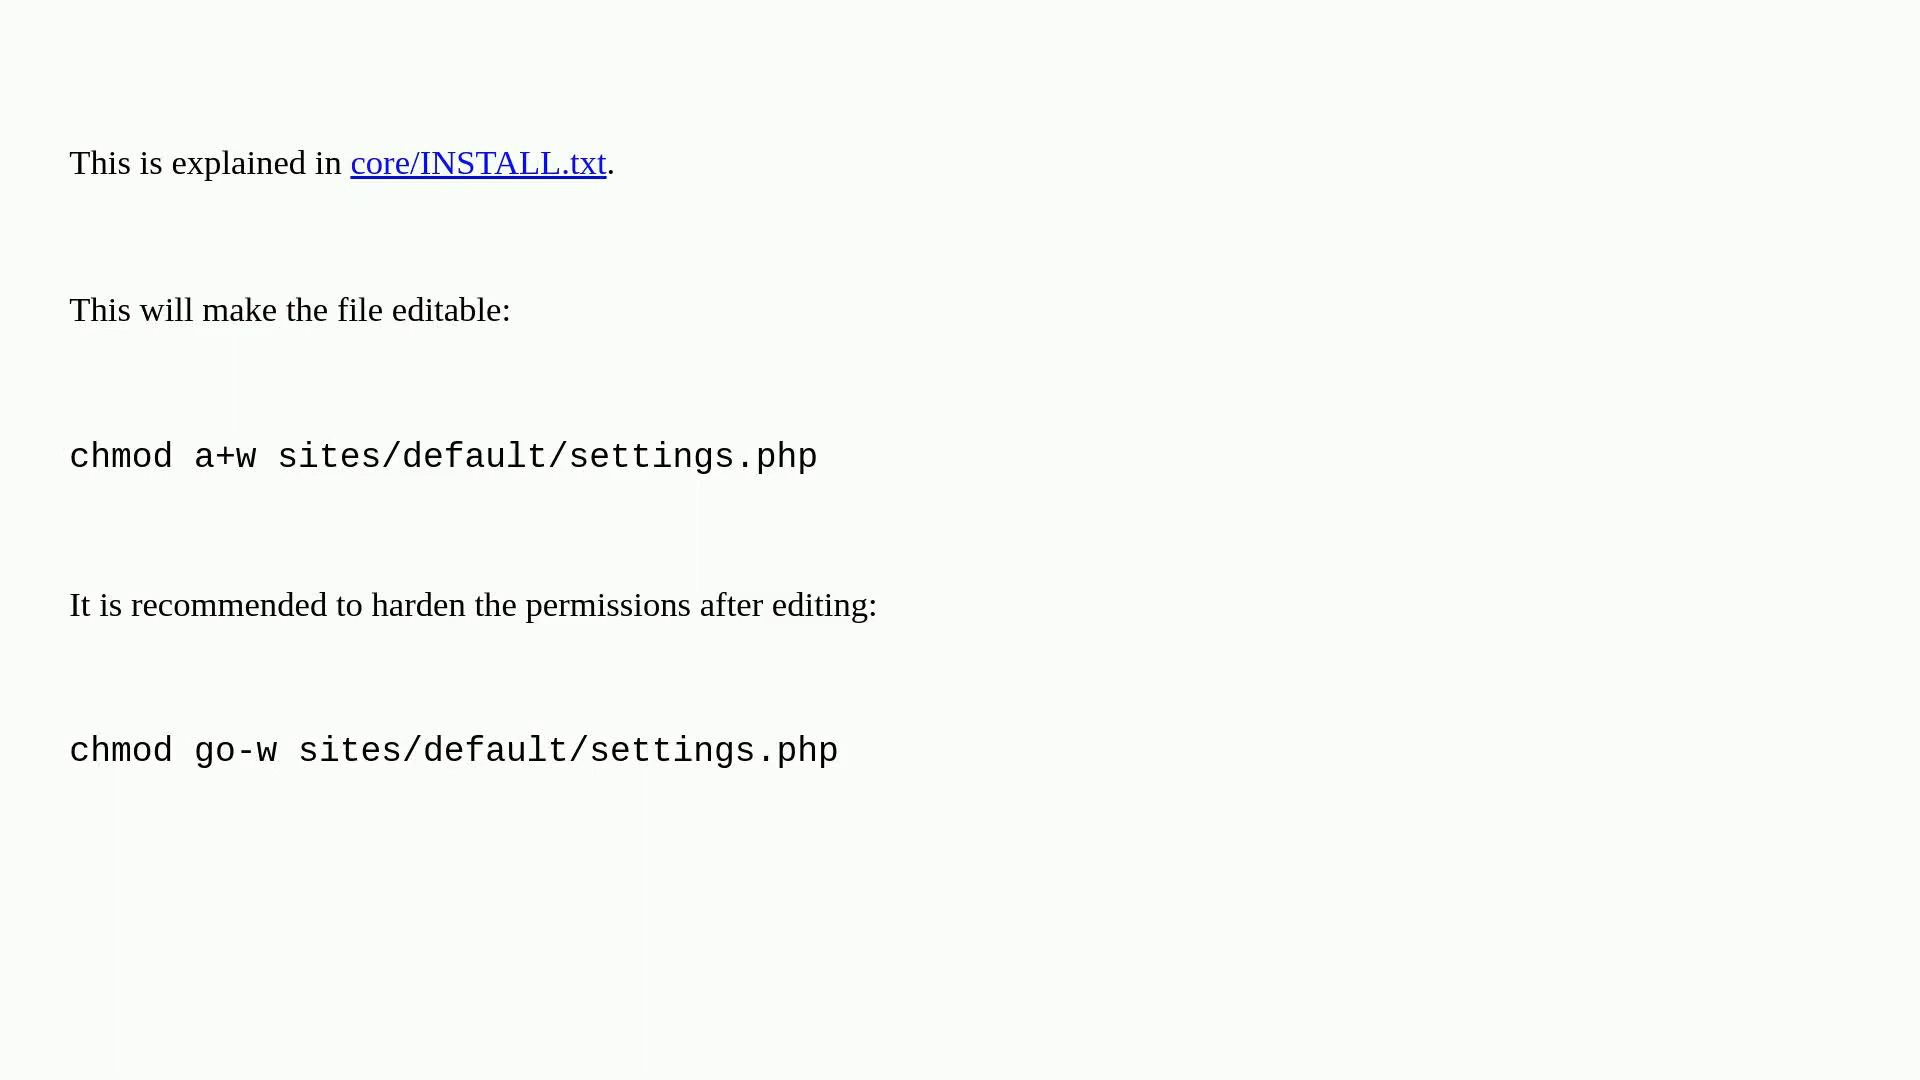 This is explained in core/INSTALL.txt.
This will make the file editable:
chmod a+w sites/default/settings.php
It is recommended to harden the permissions after editing:
chmod go-w sites/default/settings.php